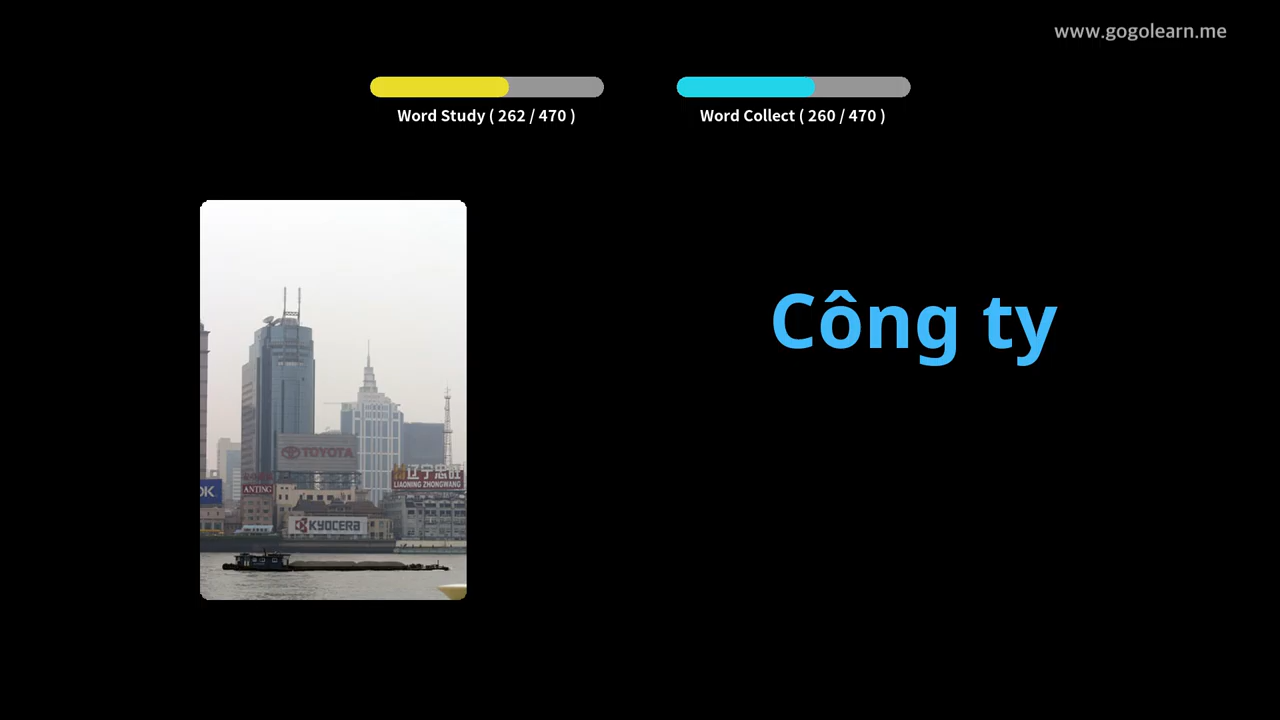 www.gogolearn.me
Word Study ( 262 / 470 )
Word Collect ( 260 / 470 )
Công ty
TOYOTA
辽宁忠旺
LIAONING ZHONGWANG
OK
ANTING
KYOCERA